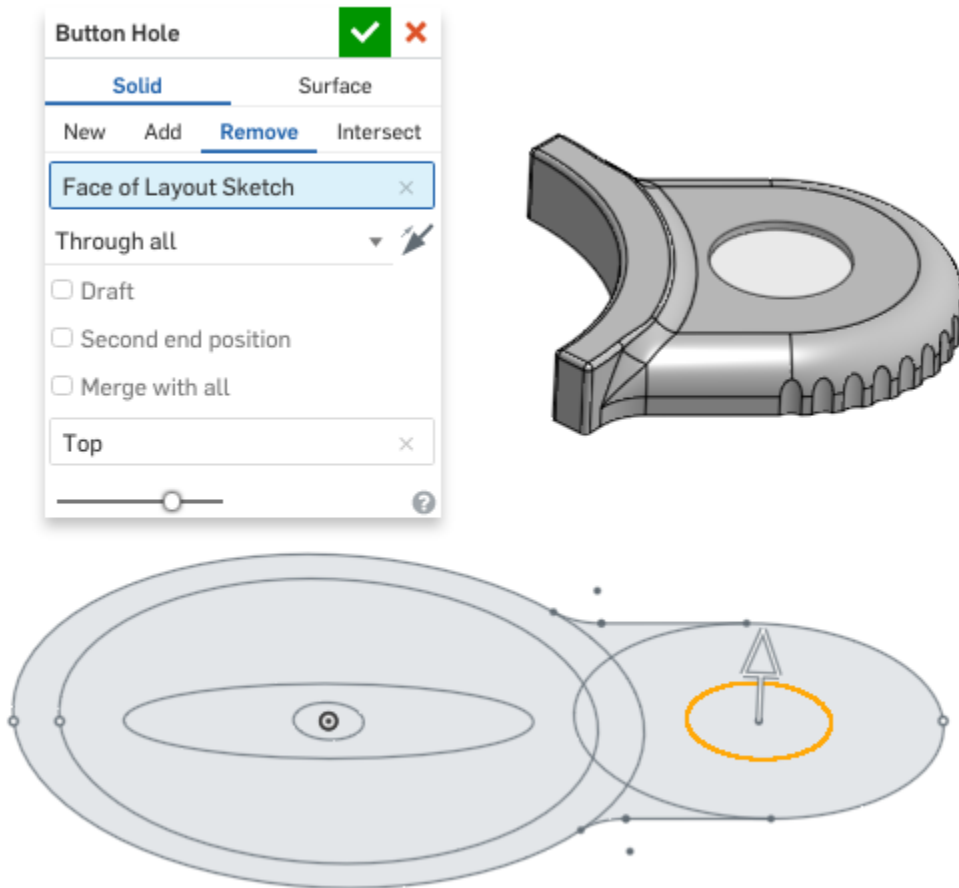 Button Hole
Solid Surface
New Add Remove Intersect
Face of Layout Sketch
Through all
Draft
Second end position
Merge with all
Top
?